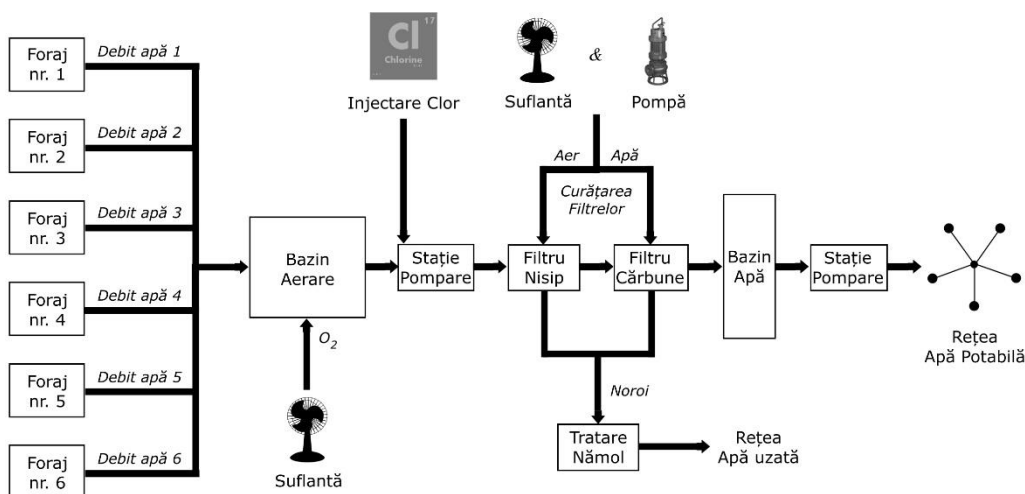 Foraj
nr. 1
Debit apă 1
Foraj
nr. 2
Debit apă 2
Foraj
nr. 3
Debit apă 3
Foraj
nr. 4
Debit apă 4
Foraj
nr. 5
Debit apă 5
Foraj
nr. 6
Debit apă 6
Bazin
Aerare
O2
Suflantă
17
Cl
Chlorine
Injectare Clor
Stație
Pompare
Suflantă
&
Pompă
Aer
Apă
Curățarea
Filtrelor
Filtru
Nisip
Filtru
Cărbune
Noroi
Tratare
Nămol
Rețea
Apă uzată
Bazin
Apă
Stație
Pompare
Rețea
Apă Potabilă